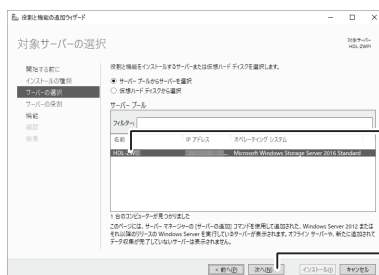 役割と機能の追加ウィザード
対象サーバーの選択
対象サーバー
HDL-ZWPI
開始する前に
インストールの種類
サーバーの選択
サーバーの役割
機能
確認
結果
役割と機能をインストールするサーバーまたは仮想ハード ディスクを選択します。
サーバー プールからサーバーを選択
仮想ハード ディスクから選択
サーバー プール
フィルター:
名前 IP アドレス オペレーティング システム
Microsoft Windows Storage Server 2016 Standard
1 台のコンピューターが見つかりました
このページには、サーバー マネージャーの [サーバーの追加] コマンドを使用して追加された、Windows Server 2012 または
それ以降のリリースの Windows Server を実行しているサーバーが表示されます。オフライン サーバーや、新たに追加されて
データ収集が完了していないサーバーは表示されません。
< 前へ(P) 次へ(N) インストール(I) キャンセル